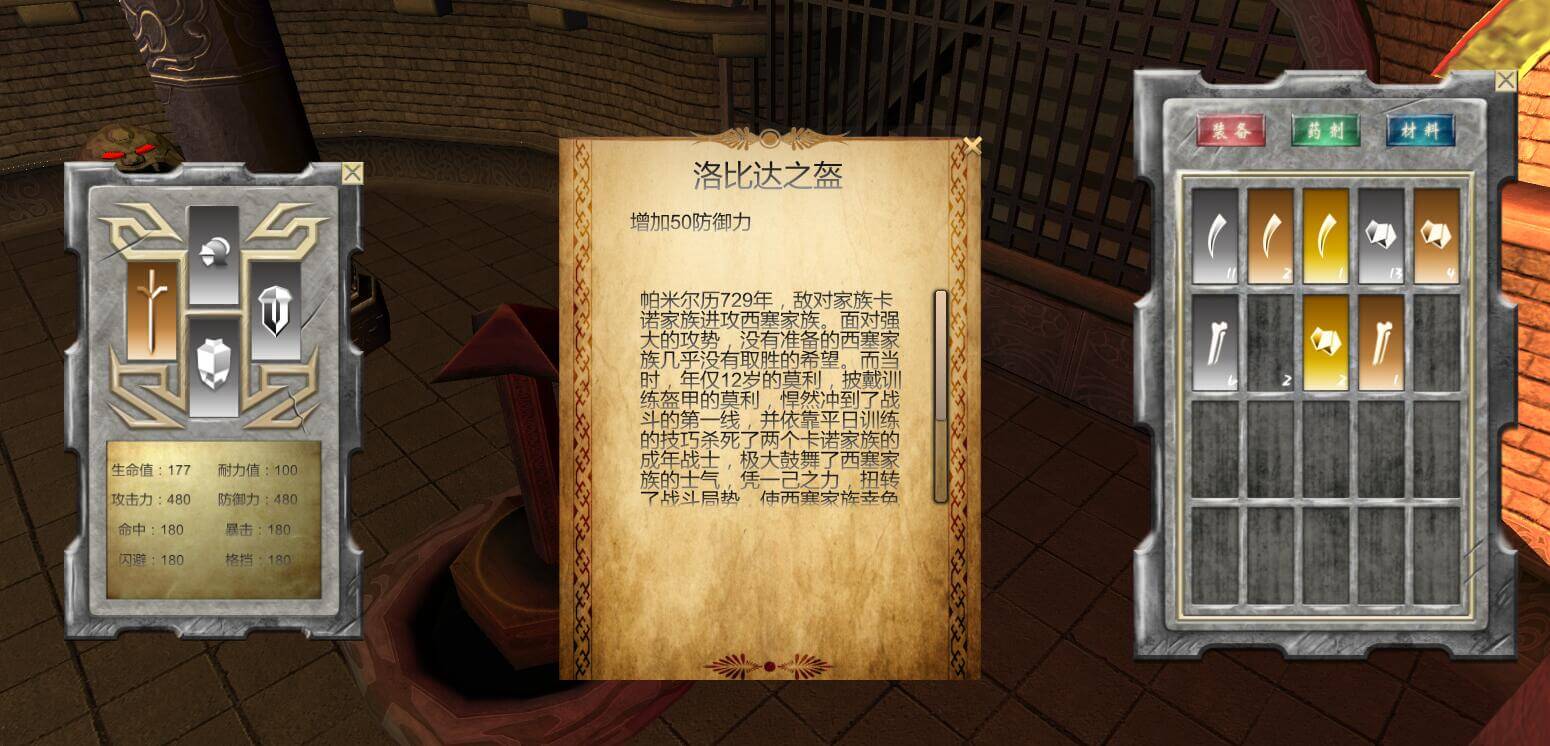 生命值：177 耐力值：100
攻击力：480 防御力：480
命中：180 暴击：180
闪避：180 格挡：180
洛比达之盔
增加50防御力
帕米尔历729年，敌对家族卡
诺家族进攻西塞家族。面对强
大的攻势，没有准备的西塞家
族几乎没有取胜的希望。而当
时，年仅12岁的莫利，披戴训
练盔甲的莫利，悍然冲到了战
斗的第一线，并依靠平日训练
的技巧杀死了两个卡诺家族的
成年战士，极大鼓舞了西塞家
族的士气，凭一己之力，扭转
了战斗局势，使西塞家族幸免
装备 药剂 材料
11 2 1 13 4
6 2 2 1